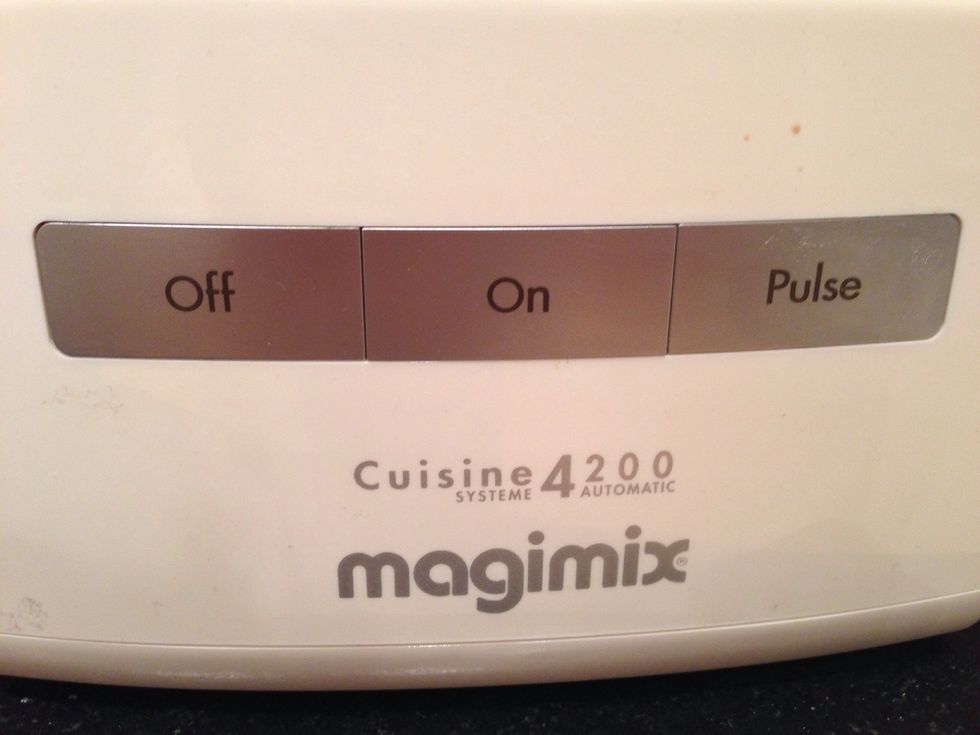 Off On Pulse
Cuisine 4200
SYSTEME AUTOMATIC
magimix®